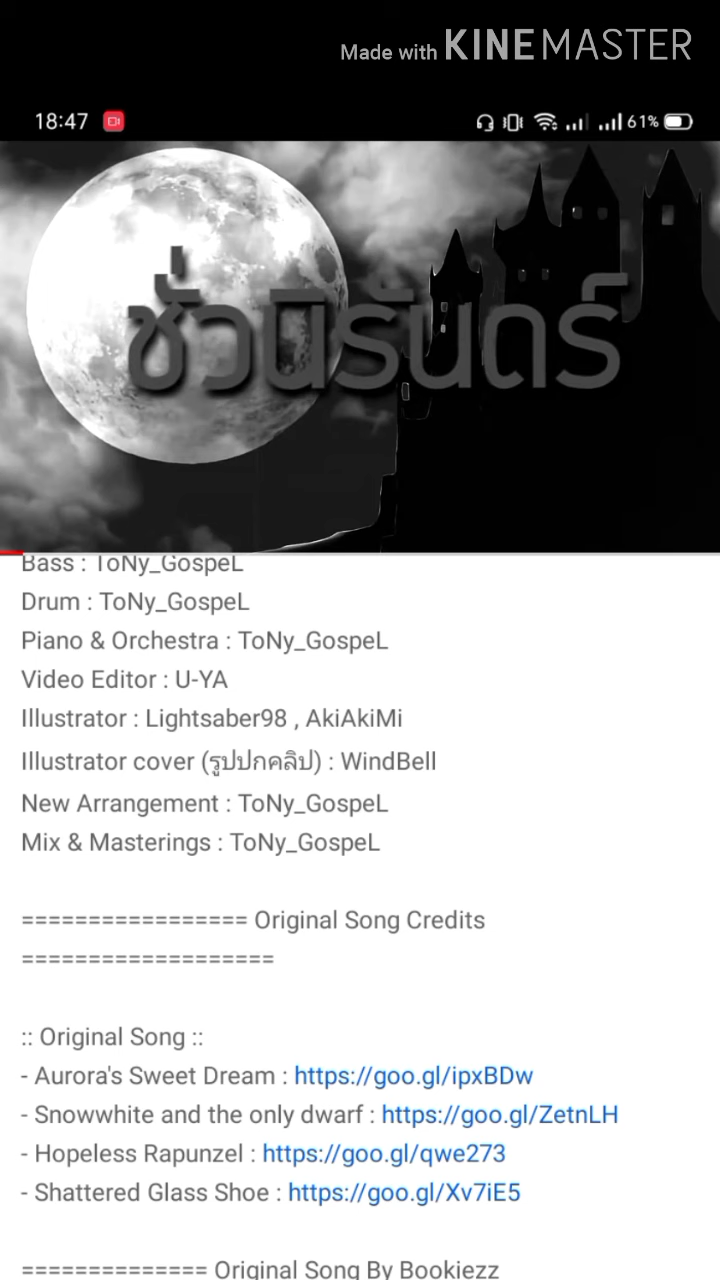 Made with KINEMASTER
18:47
61%
ชั่วนิรันดร์
Bass : ToNy_GospeL
Drum : ToNy_GospeL
Piano & Orchestra : ToNy_GospeL
Video Editor : U-YA
Illustrator : Lightsaber98 , AkiAkiMi
Illustrator cover (รูปปกคลิป) : WindBell
New Arrangement : ToNy_GospeL
Mix & Masterings : ToNy_GospeL
================= Original Song Credits
===================
:: Original Song ::
- Aurora's Sweet Dream : https://goo.gl/ipxBDw
- Snowwhite and the only dwarf : https://goo.gl/ZetnLH
- Hopeless Rapunzel : https://goo.gl/qwe273
- Shattered Glass Shoe : https://goo.gl/Xv7iE5
============== Original Song By Bookiezz